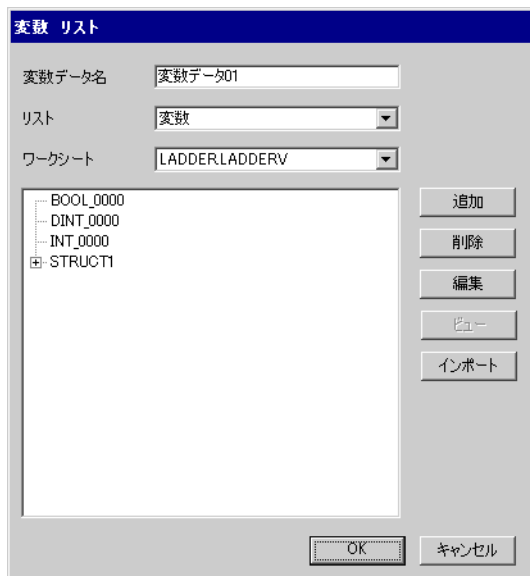 変数 リスト
変数データ名 変数データ01
リスト 変数
ワークシート LADDER.LADDERV
BOOL_0000
DINT_0000
INT_0000
STRUCT1
追加
削除
編集
ビュー
インポート
OK キャンセル